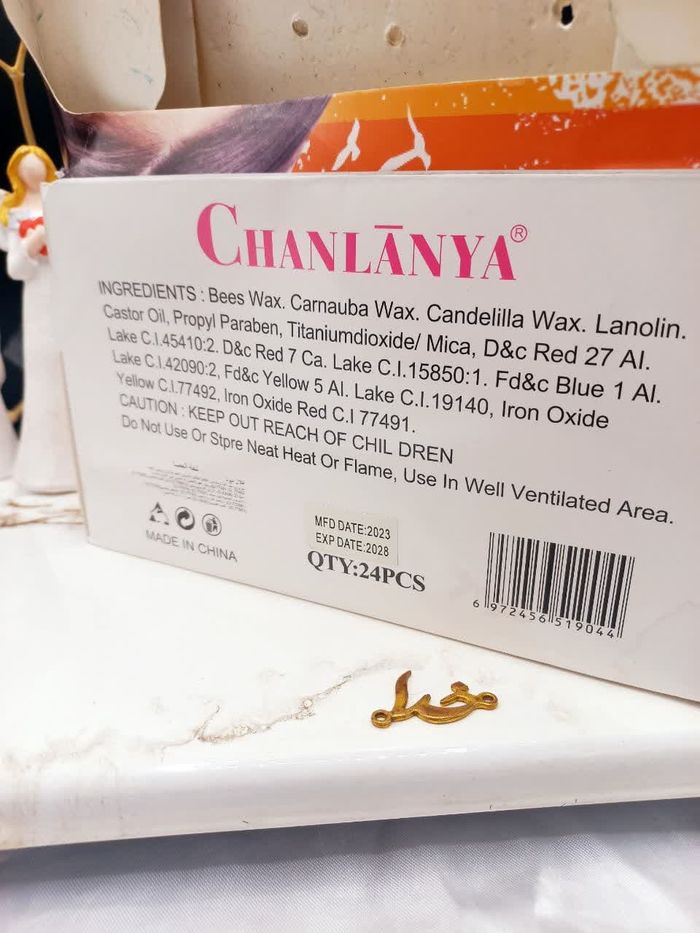 CHANLĀNYA®
INGREDIENTS : Bees Wax. Carnauba Wax. Candelilla Wax. Lanolin.
Castor Oil, Propyl Paraben, Titaniumdioxide/ Mica, D&c Red 27 Al.
Lake C.I.45410:2. D&c Red 7 Ca. Lake C.I.15850:1. Fd&c Blue 1 Al.
Lake C.I.42090:2, Fd&c Yellow 5 Al. Lake C.I.19140, Iron Oxide
Yellow C.I.77492, Iron Oxide Red C.I 77491.
CAUTION : KEEP OUT REACH OF CHIL DREN
Do Not Use Or Stpre Neat Heat Or Flame, Use In Well Ventilated Area.
MADE IN CHINA
MFD DATE:2023
EXP DATE:2028
QTY:24PCS
6 972456 519044
خدا